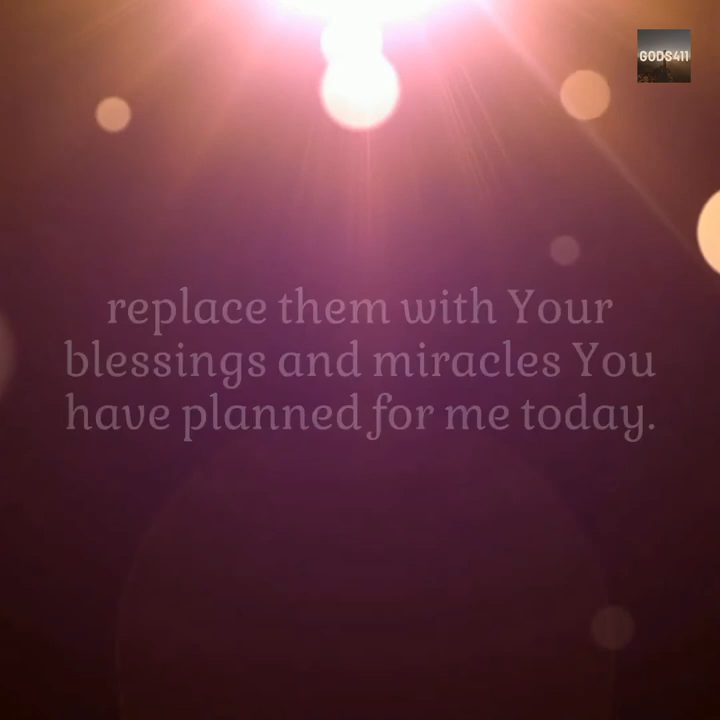 GODS411
replace them with Your
blessings and miracles You
have planned for me today.